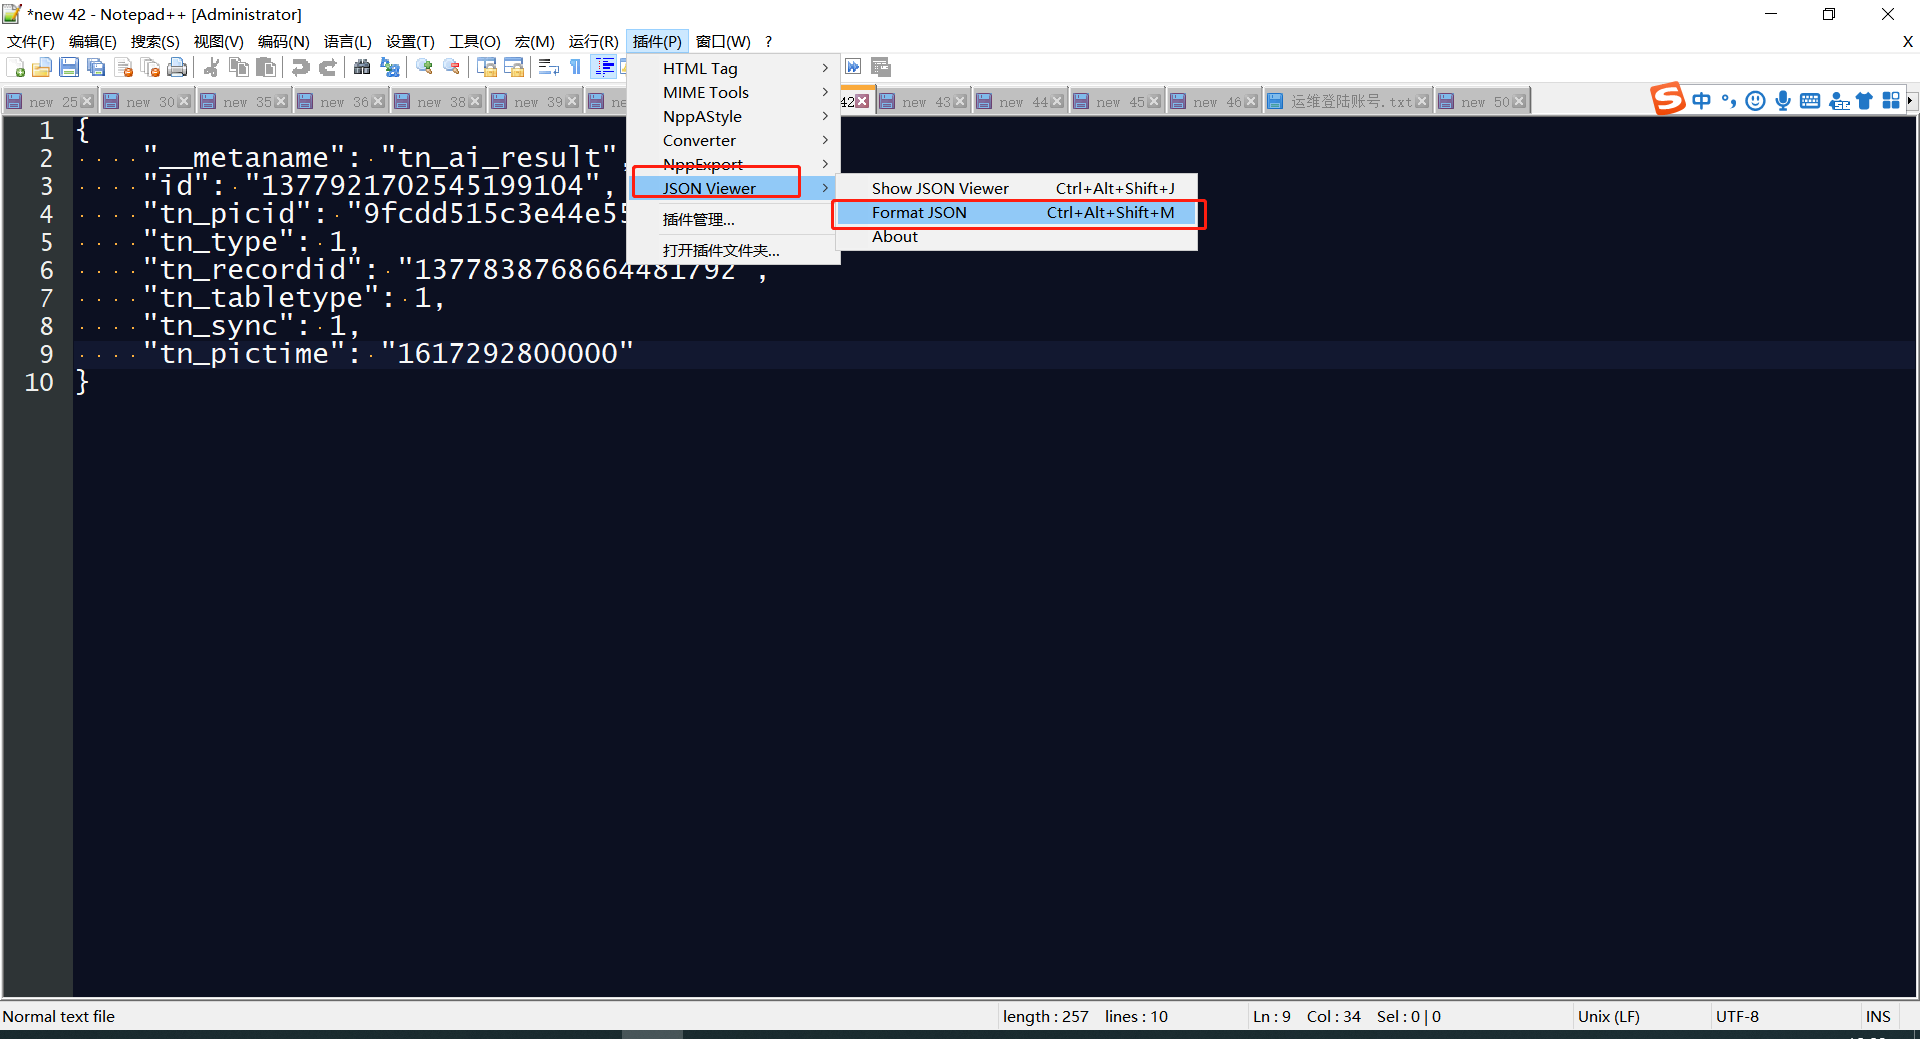 *new 42 - Notepad++ [Administrator]
文件(F) 编辑(E) 搜索(S) 视图(V) 编码(N) 语言(L) 设置(T) 工具(O) 宏(M) 运行(R) 插件(P) 窗口(W) ? X
new 25 new 30 new 35 new 36 new 38 new 39 ne 42 new 43 new 44 new 45 new 46 运维登陆账号.txt new 50
中
HTML Tag
MIME Tools
NppAStyle
Converter
NppExport
JSON Viewer
插件管理...
打开插件文件夹...
Show JSON Viewer Ctrl+Alt+Shift+J
Format JSON Ctrl+Alt+Shift+M
About
1 {
2 "__metaname": "tn_ai_result",
3 "id": "1377921702545199104",
4 "tn_picid": "9fcdd515c3e44e55
5 "tn_type": 1,
6 "tn_recordid": "1377838768664481792",
7 "tn_tabletype": 1,
8 "tn_sync": 1,
9 "tn_pictime": "1617292800000"
10 }
Normal text file length : 257 lines : 10 Ln : 9 Col : 34 Sel : 0 | 0 Unix (LF) UTF-8 INS